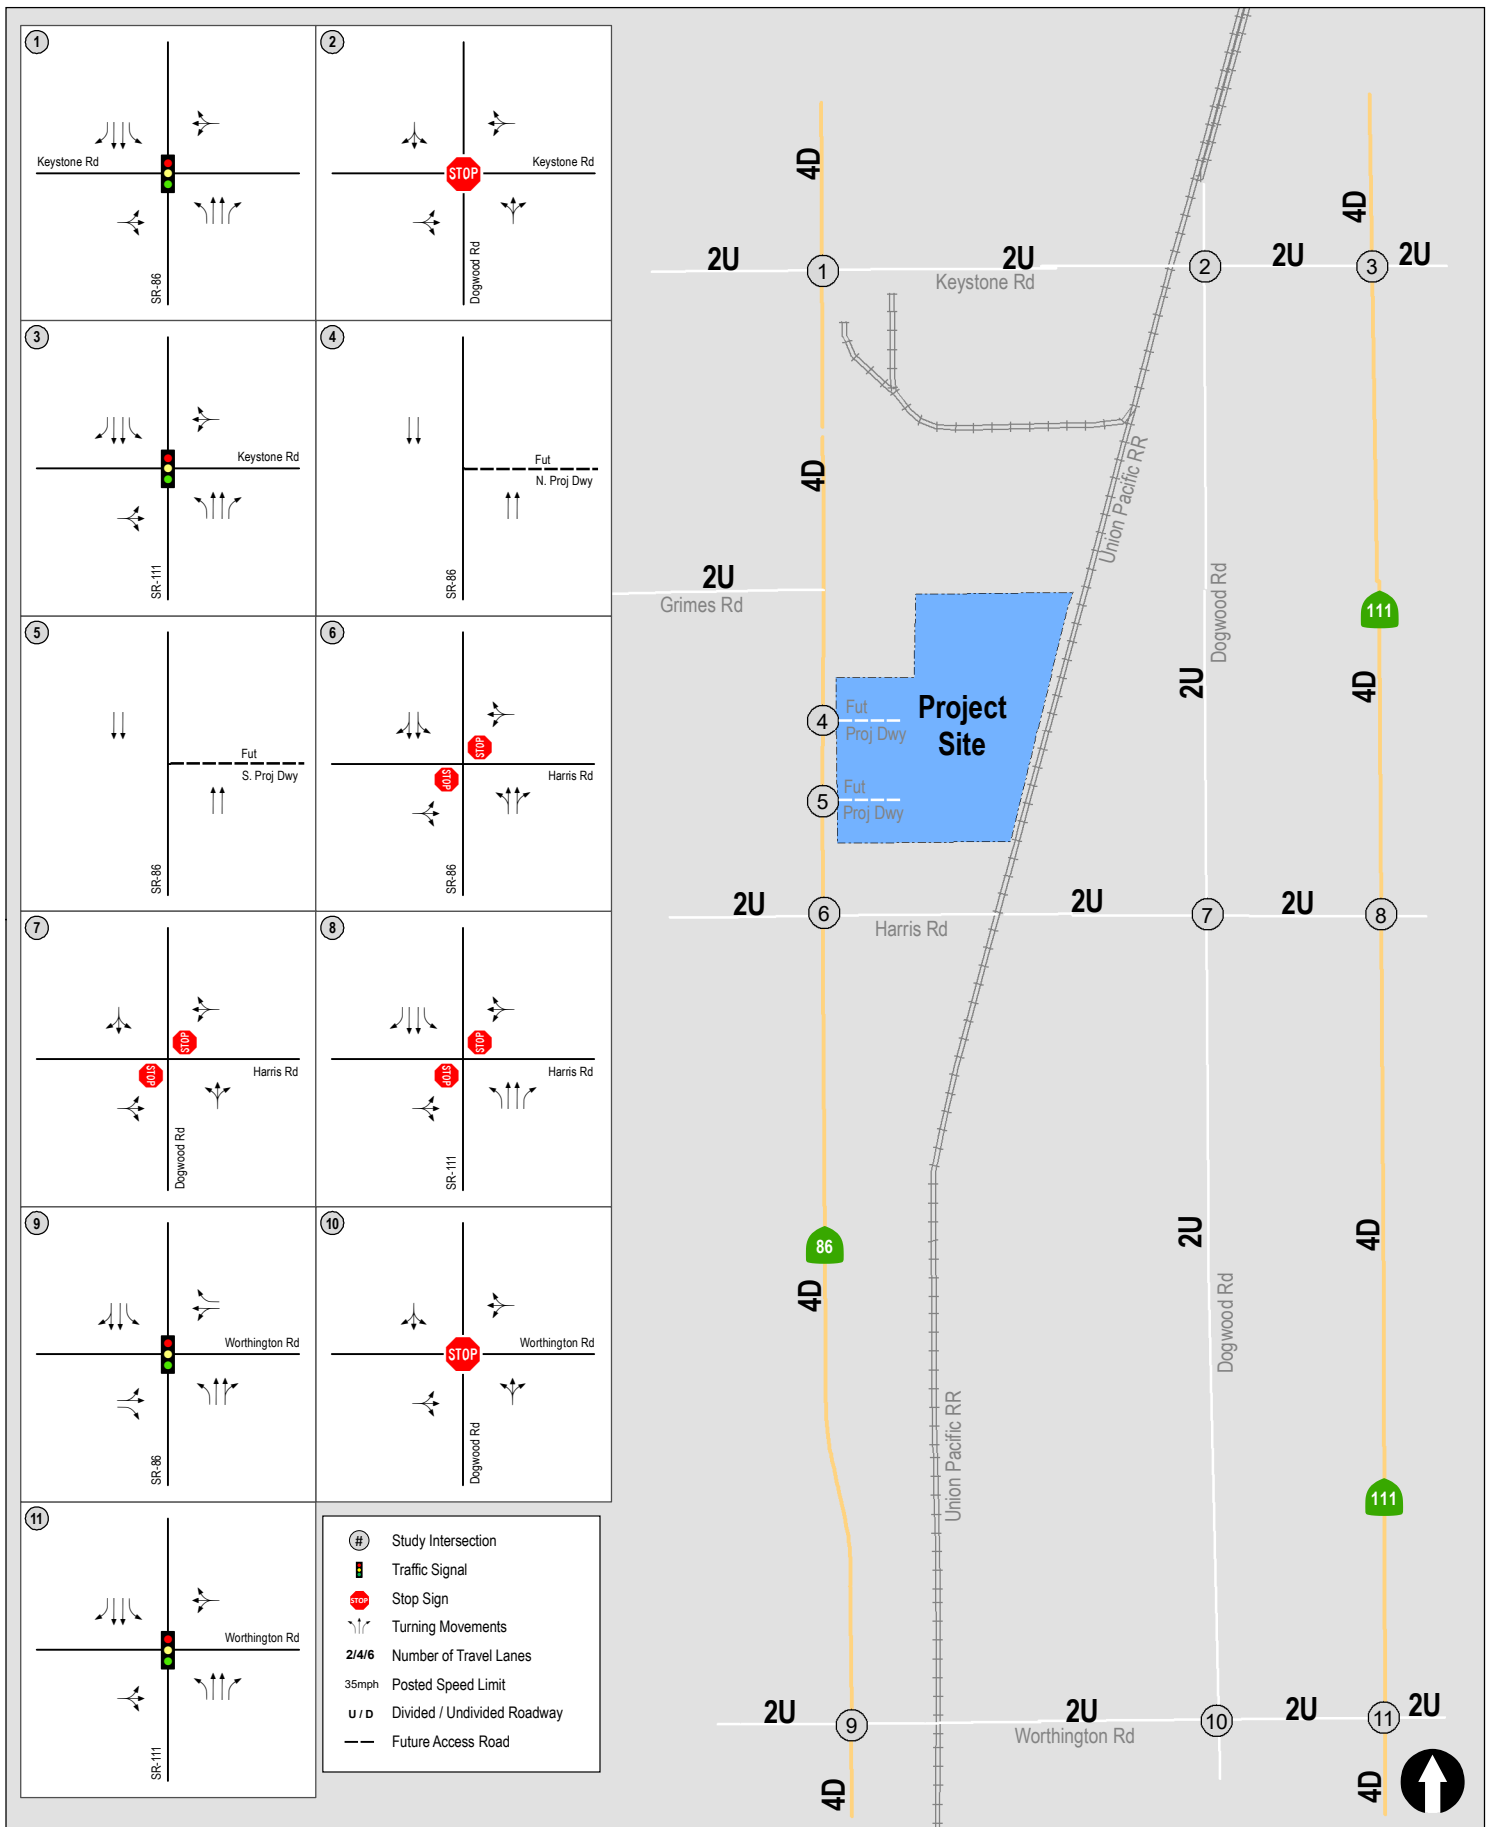 1
Keystone Rd
SR-86
2
STOP
Keystone Rd
Dogwood Rd
3
Keystone Rd
SR-111
4
Fut
N. Proj Dwy
SR-86
5
Fut
S. Proj Dwy
SR-86
6
STOP
STOP
Harris Rd
SR-86
7
STOP
STOP
Harris Rd
Dogwood Rd
8
STOP
STOP
Harris Rd
SR-111
9
Worthington Rd
SR-86
10
STOP
Worthington Rd
Dogwood Rd
11
Worthington Rd
SR-111
# Study Intersection
Traffic Signal
STOP Stop Sign
Turning Movements
2/4/6 Number of Travel Lanes
35mph Posted Speed Limit
U / D Divided / Undivided Roadway
Future Access Road
4D
4D
2U
1
2U
Keystone Rd
2
2U
3
2U
4D
Union Pacific RR
2U
Grimes Rd
Dogwood Rd
111
2U
4D
4
Fut
Proj Dwy
Project
Site
5
Fut
Proj Dwy
2U
6
Harris Rd
2U
7
2U
8
86
4D
2U
4D
Dogwood Rd
Union Pacific RR
111
2U
9
2U
Worthington Rd
10
2U
11
2U
4D
4D